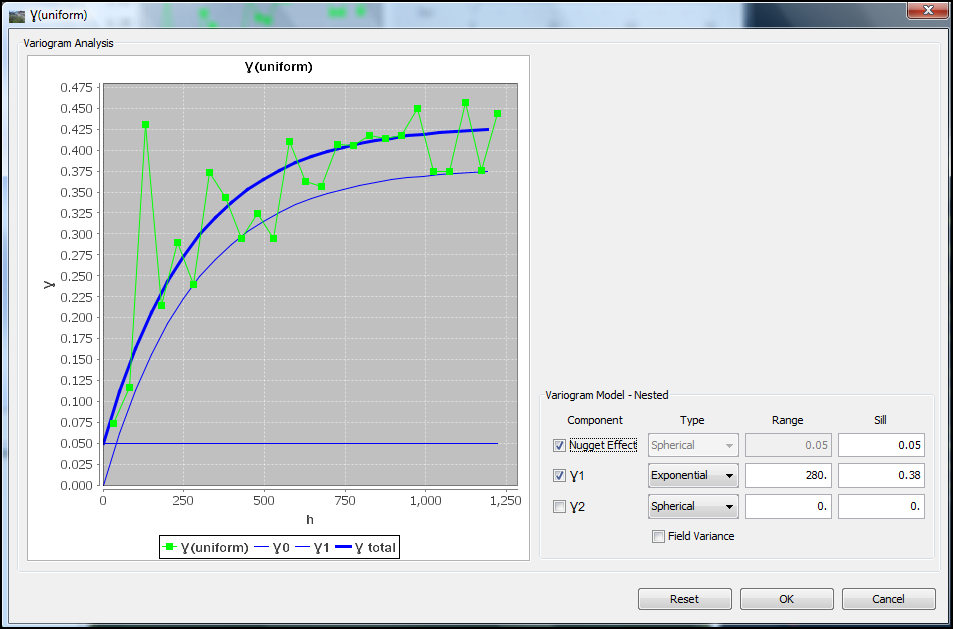 Ɣ(uniform)
Variogram Analysis
Ɣ(uniform)
0.475
0.450
0.425
0.400
0.375
0.350
0.325
0.300
0.275
0.250
0.225
0.200
0.175
0.150
0.125
0.100
0.075
0.050
0.025
0.000
Ɣ
0 250 500 750 1,000 1,250
h
Ɣ(uniform) Ɣ0 Ɣ1 Ɣ total
Variogram Model - Nested
Component Type Range Sill
Nugget Effect Spherical 0.05 0.05
Ɣ1 Exponential 280. 0.38
Ɣ2 Spherical 0. 0.
Field Variance
Reset OK Cancel